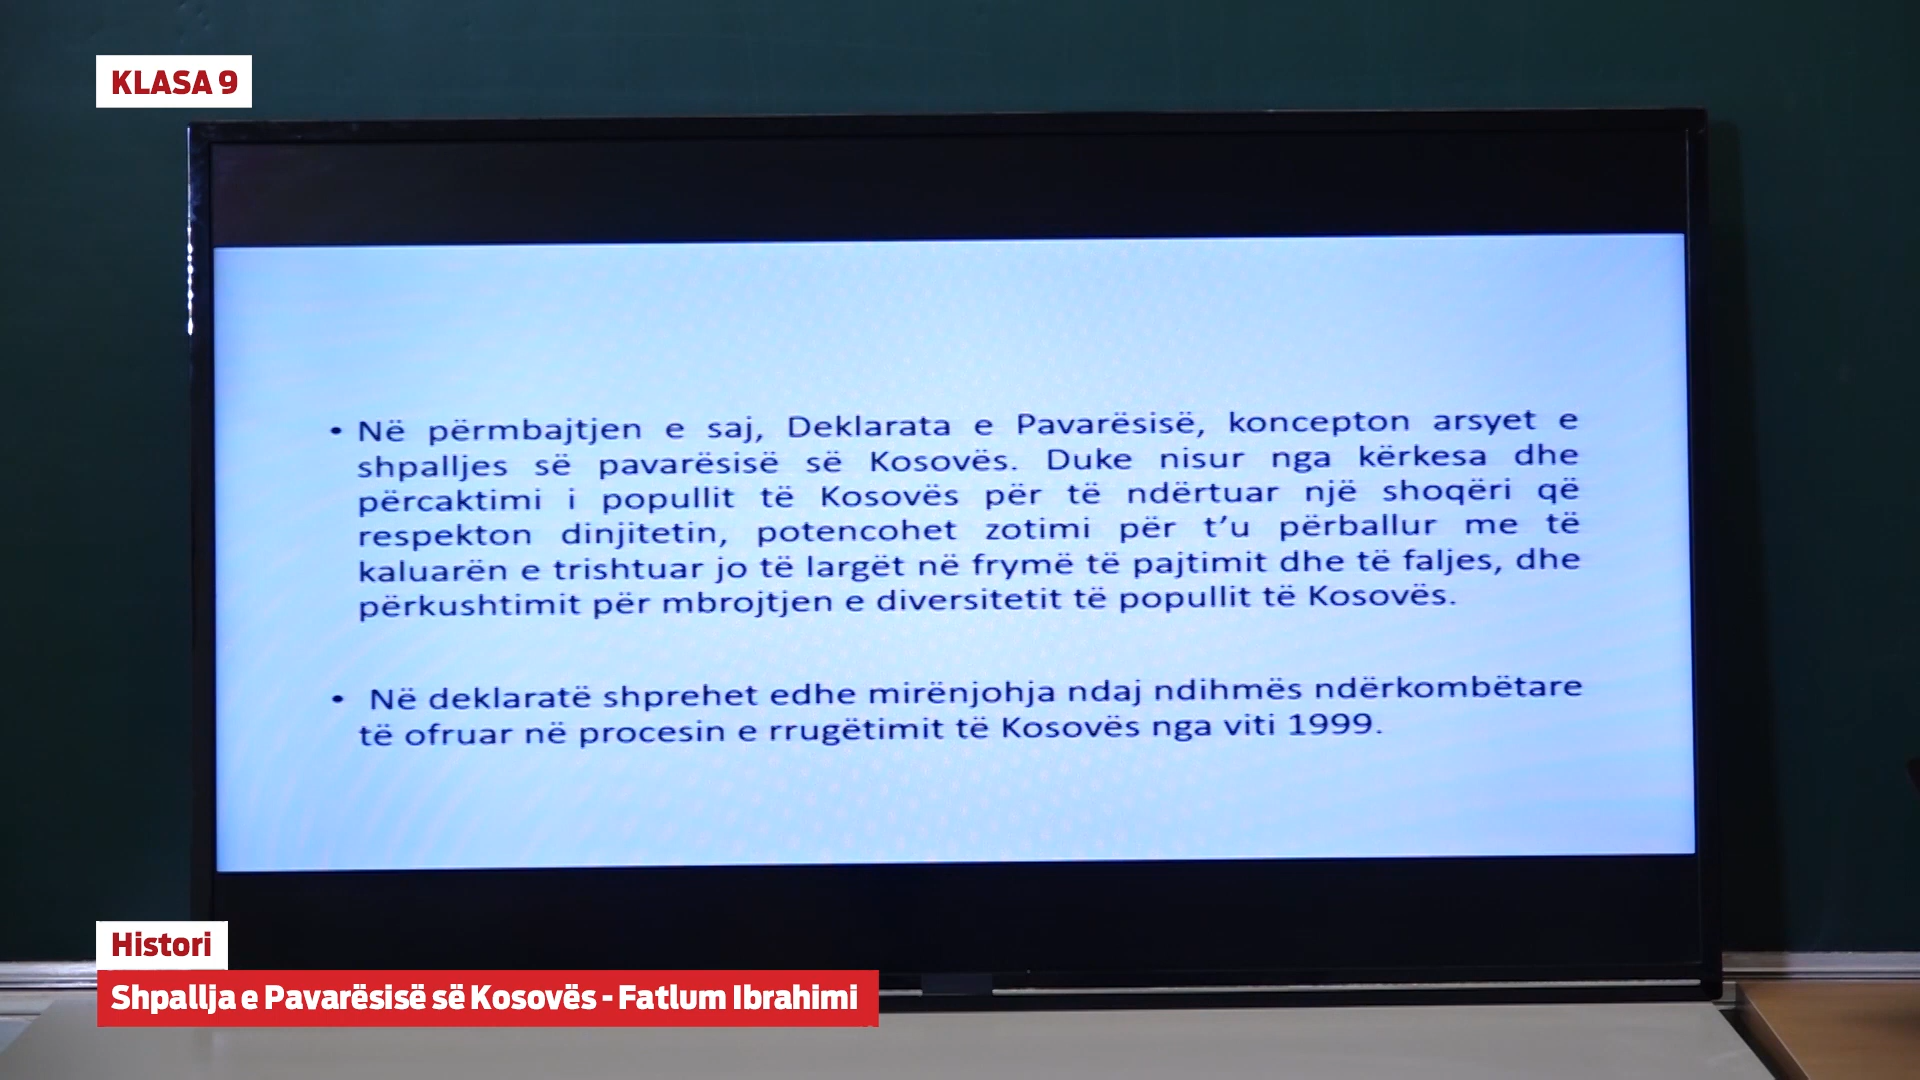 KLASA 9
• Në përmbajtjen e saj, Deklarata e Pavarësisë, koncepton arsyet e
shpalljes së pavarësisë së Kosovës. Duke nisur nga kërkesa dhe
përcaktimi i popullit të Kosovës për të ndërtuar një shoqëri që
respekton dinjitetin, potencohet zotimi për t’u përballur me të
kaluarën e trishtuar jo të largët në frymë të pajtimit dhe të faljes, dhe
përkushtimit për mbrojtjen e diversitetit të popullit të Kosovës.
• Në deklaratë shprehet edhe mirënjohja ndaj ndihmës ndërkombëtare
të ofruar në procesin e rrugëtimit të Kosovës nga viti 1999.
Histori
Shpallja e Pavarësisë së Kosovës - Fatlum Ibrahimi